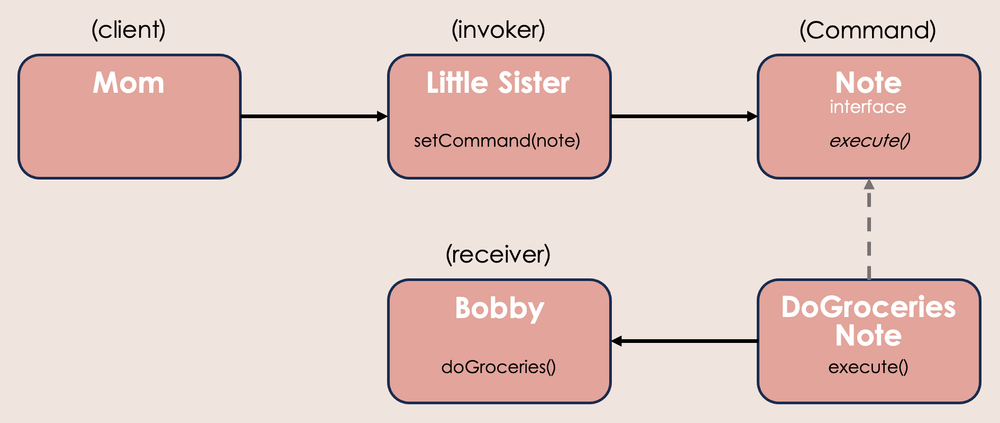 (client)
(invoker)
(Command)
Mom
Little Sister
setCommand(note)
Note
interface
execute()
(receiver)
Bobby
doGroceries()
DoGroceries
Note
execute()